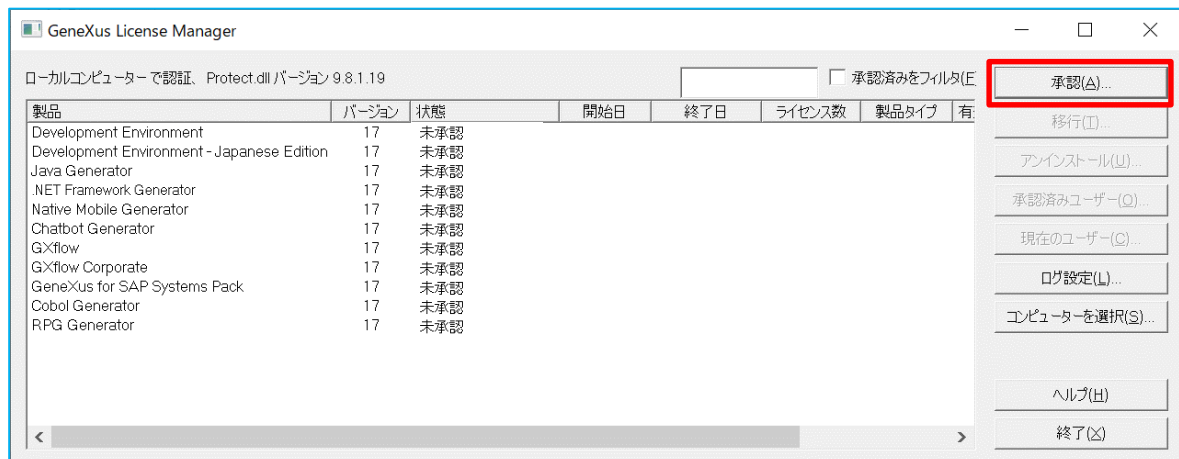 GeneXus License Manager
ローカルコンピューターで認証、Protect.dll バージョン 9.8.1.19
承認済みをフィルタ(F
承認(A)...
製品 バージョン 状態 開始日 終了日 ライセンス数 製品タイプ
Development Environment 17 未承認
移行(T)...
Development Environment - Japanese Edition 17 未承認
アンインストール(U)...
Java Generator 17 未承認
.NET Framework Generator 17 未承認
承認済みユーザー(O)...
Native Mobile Generator 17 未承認
Chatbot Generator 17 未承認
現在のユーザー(C)...
GXflow 17 未承認
GXflow Corporate 17 未承認
ログ設定(L)...
GeneXus for SAP Systems Pack 17 未承認
Cobol Generator 17 未承認
コンピューターを選択(S)...
RPG Generator 17 未承認
ヘルプ(H)
終了(X)